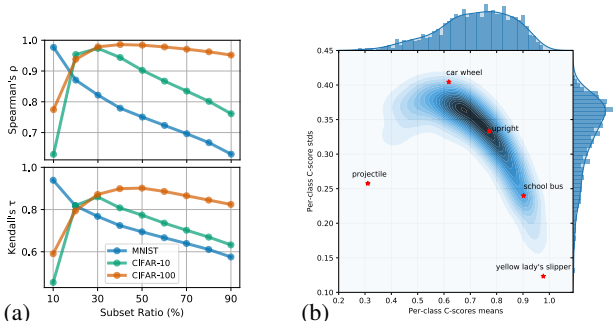 1.0
0.9
0.8
0.7
Spearman's ρ
1.0
0.8
0.6
Kendall's τ
MNIST
CIFAR-10
CIFAR-100
10 20 30 40 50 60 70 80 90
Subset Ratio (%)
(a)
0.45
0.40
0.35
0.30
0.25
0.20
0.15
0.10
Per-class C-score stds
car wheel
upright
projectile
school bus
yellow lady's slipper
0.2 0.3 0.4 0.5 0.6 0.7 0.8 0.9 1.0
Per-class C-scores means
(b)